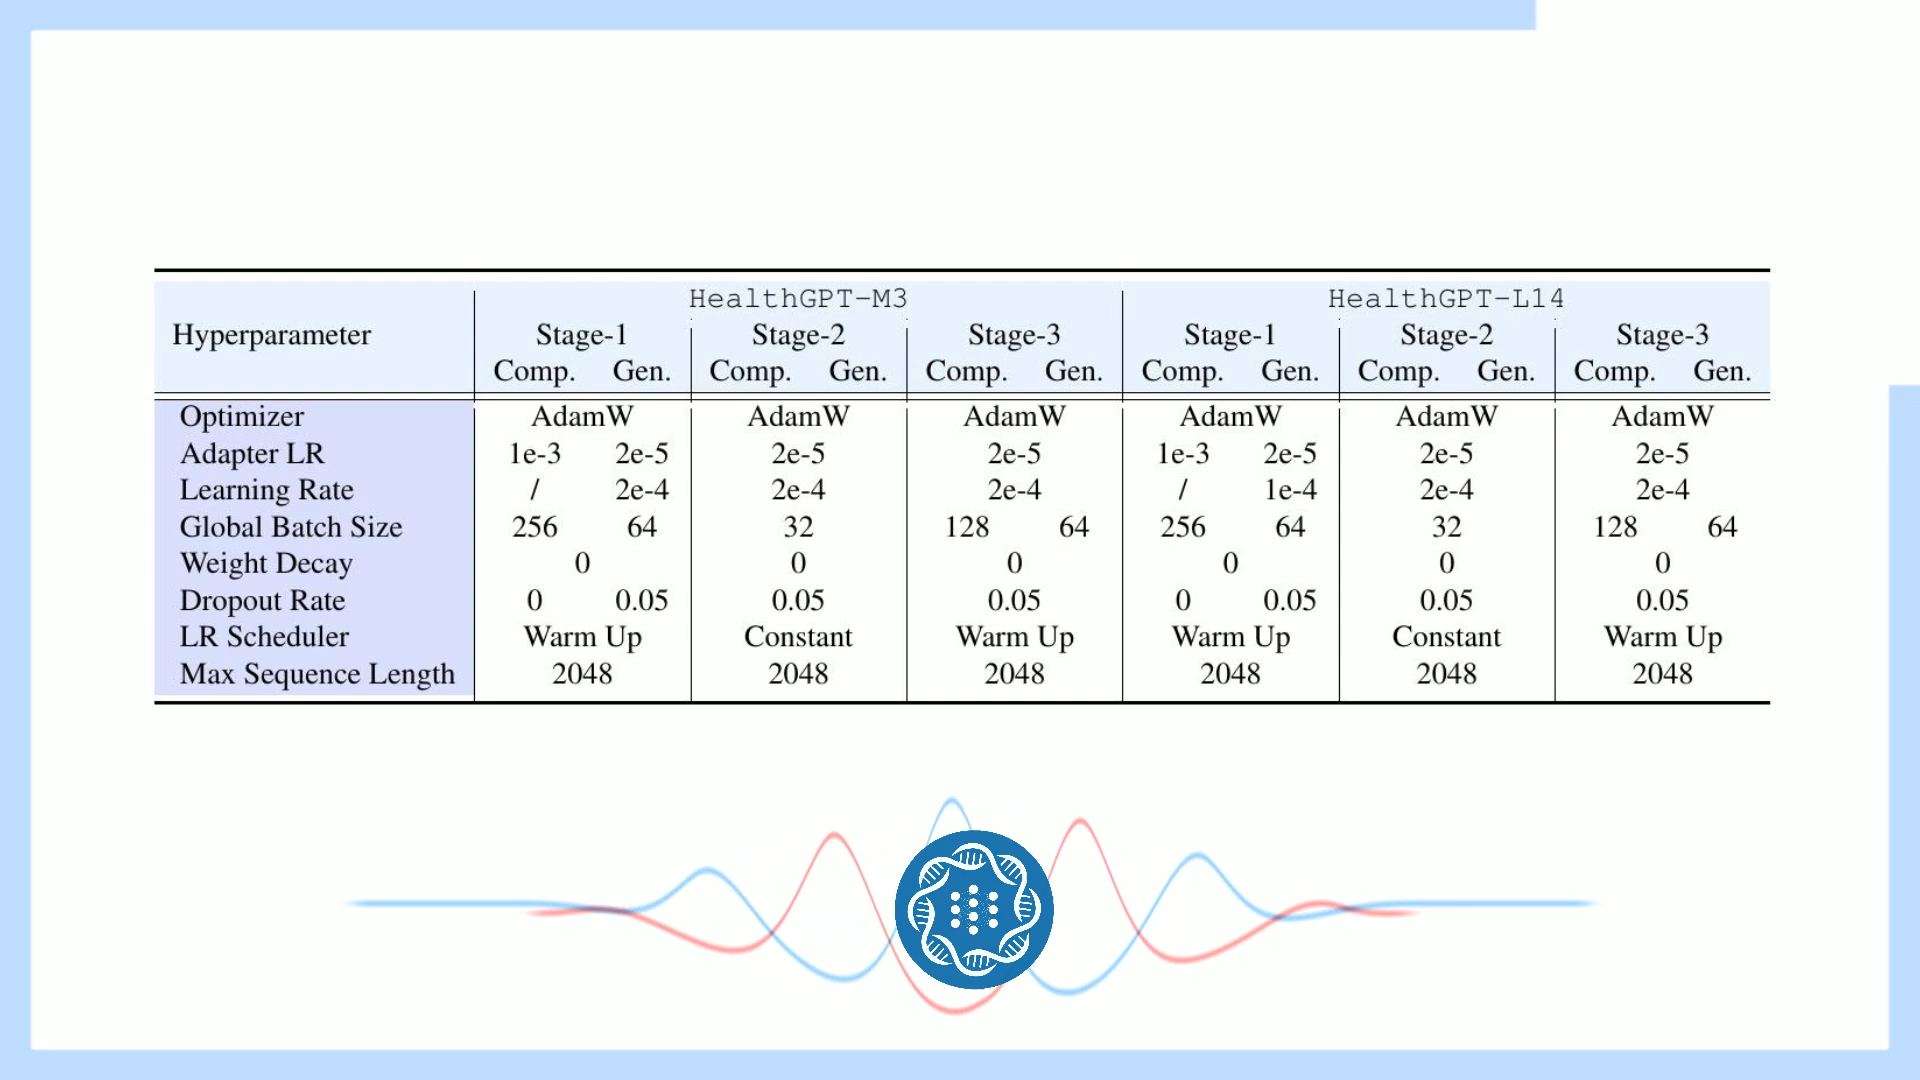 HealthGPT-M3 HealthGPT-L14
Hyperparameter Stage-1 Stage-2 Stage-3 Stage-1 Stage-2 Stage-3
Comp. Gen. Comp. Gen. Comp. Gen. Comp. Gen. Comp. Gen. Comp. Gen.
Optimizer AdamW AdamW AdamW AdamW AdamW AdamW
Adapter LR 1e-3 2e-5 2e-5 2e-5 1e-3 2e-5 2e-5 2e-5
Learning Rate / 2e-4 2e-4 2e-4 / 1e-4 2e-4 2e-4
Global Batch Size 256 64 32 128 64 256 64 32 128 64
Weight Decay 0 0 0 0 0 0
Dropout Rate 0 0.05 0.05 0.05 0 0.05 0.05 0.05
LR Scheduler Warm Up Constant Warm Up Warm Up Constant Warm Up
Max Sequence Length 2048 2048 2048 2048 2048 2048